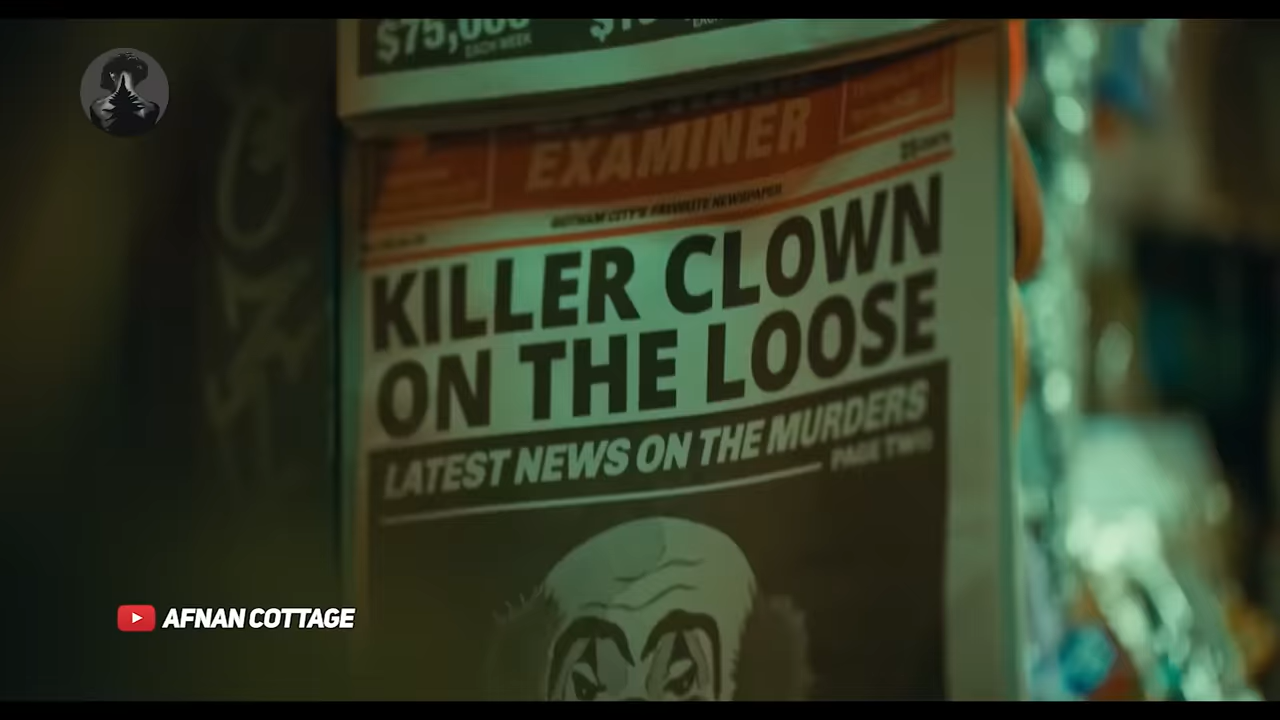 $75,000
EACH WEEK
EXAMINER
GOTHAM CITY'S FAVOURITE NEWSPAPER
KILLER CLOWN
ON THE LOOSE
LATEST NEWS ON THE MURDERS
PAGE TWO
AFNAN COTTAGE